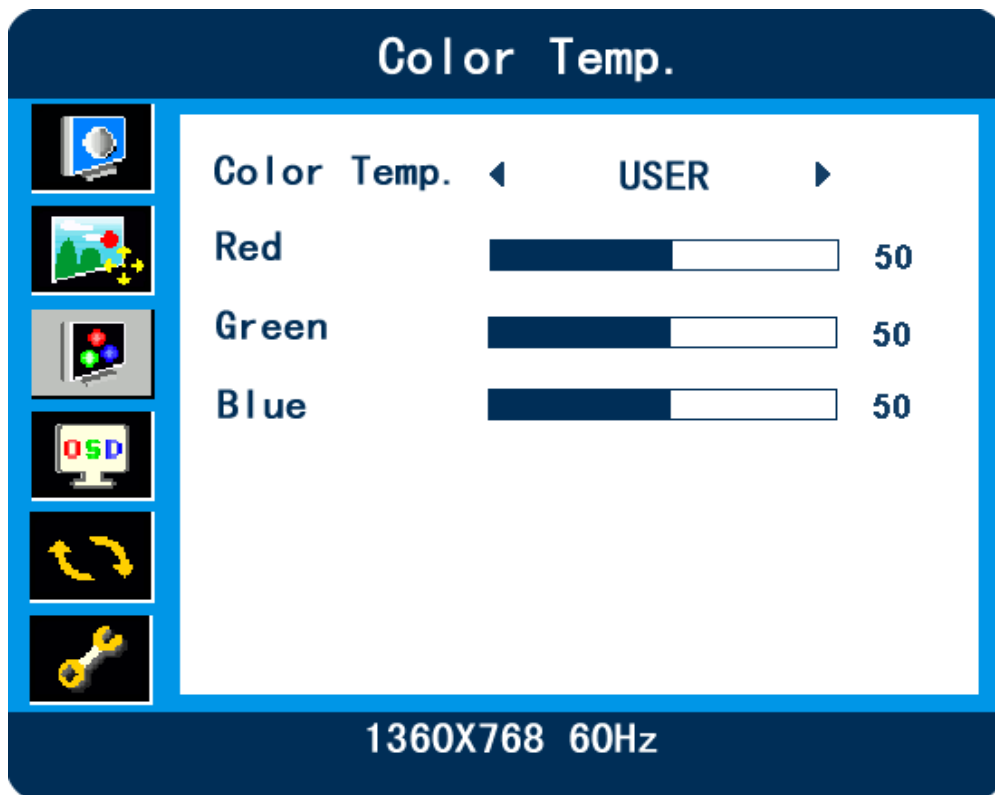 Color Temp.
Color Temp. USER
Red 50
Green 50
Blue 50
OSD
1360X768 60Hz